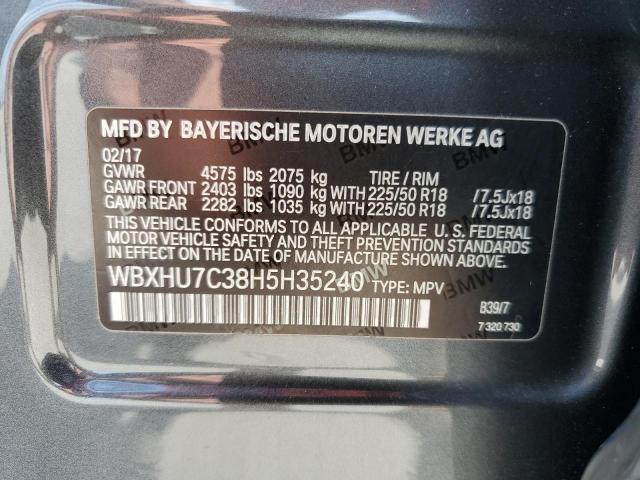 MFD BY BAYERISCHE MOTOREN WERKE AG
02/17
GVWR 4575 lbs 2075 kg TIRE / RIM
GAWR FRONT 2403 lbs 1090 kg WITH 225/50 R18 /7.5Jx18
GAWR REAR 2282 lbs 1035 kg WITH 225/50 R18 /7.5Jx18
THIS VEHICLE CONFORMS TO ALL APPLICABLE U. S. FEDERAL
MOTOR VEHICLE SAFETY AND THEFT PREVENTION STANDARDS
IN EFFECT ON THE DATE OF MANUFACTURE SHOWN ABOVE.
WBXHU7C38H5H35240 TYPE: MPV
B39/7
7 320 730